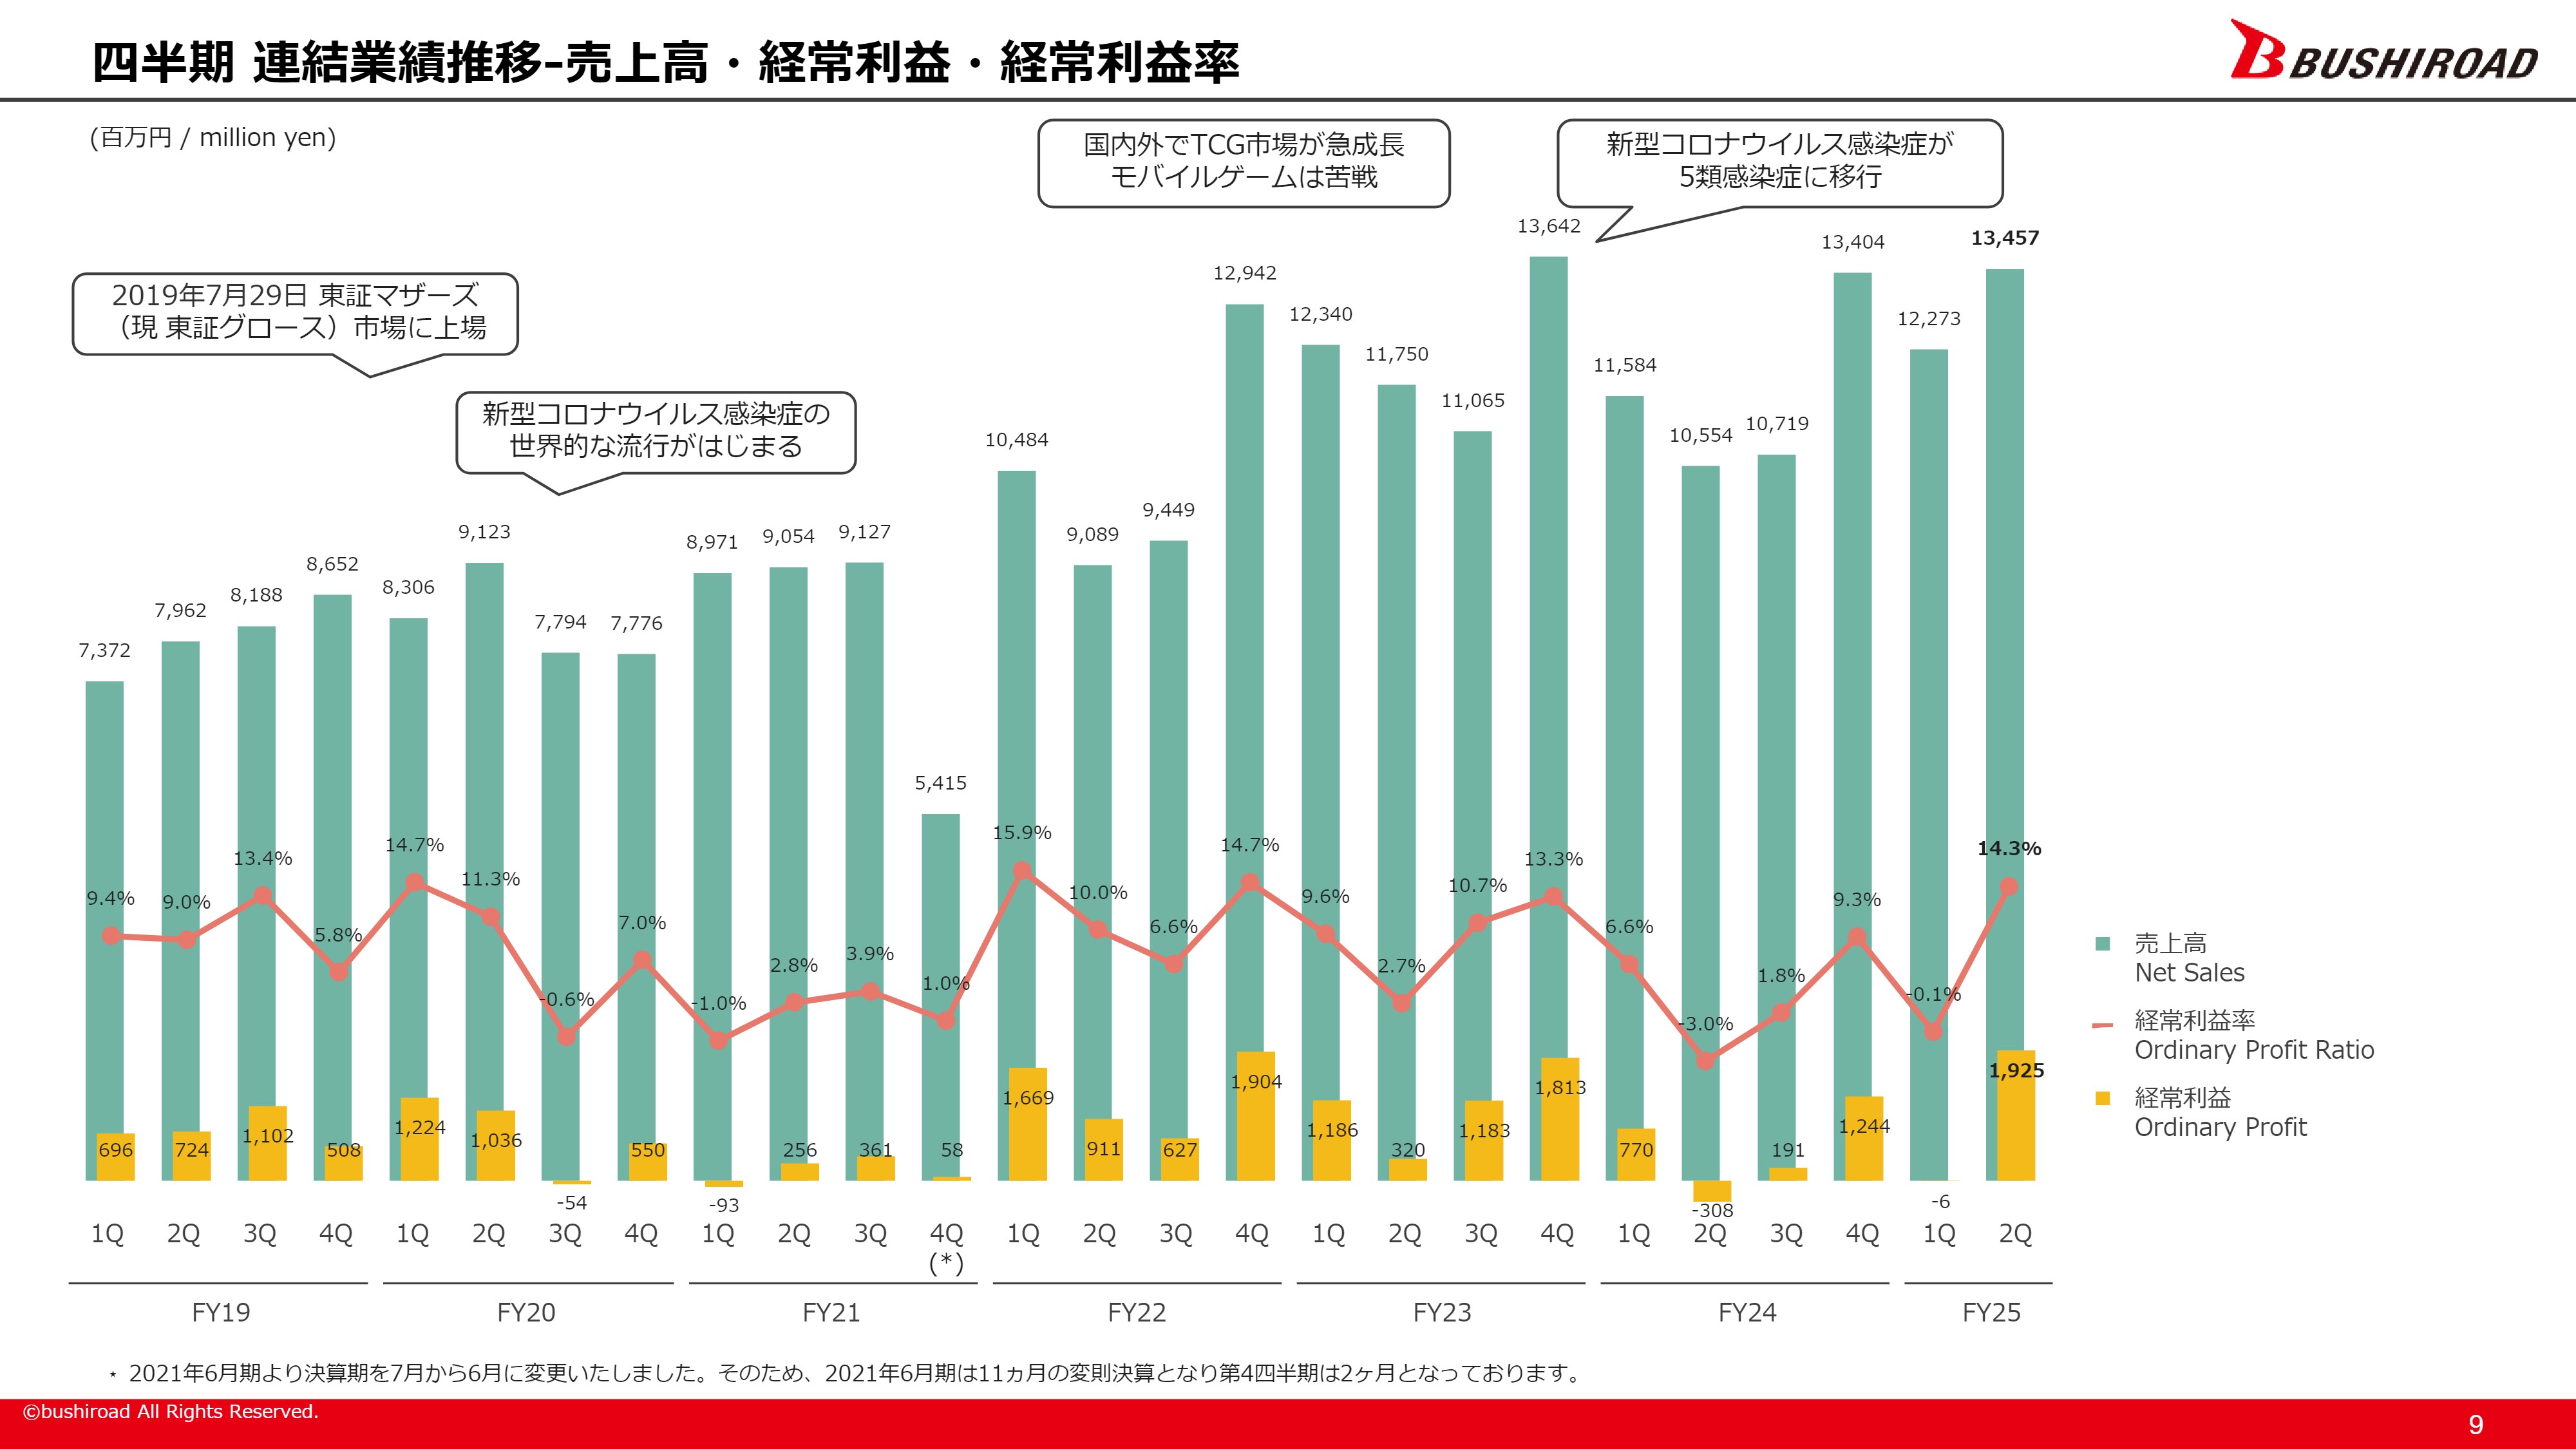 四半期 連結業績推移-売上高・経常利益・経常利益率
BUSHIROAD
(百万円 / million yen)
国内外でTCG市場が急成長
モバイルゲームは苦戦
新型コロナウイルス感染症が
5類感染症に移行
2019年7月29日 東証マザーズ
（現 東証グロース）市場に上場
新型コロナウイルス感染症の
世界的な流行がはじまる
7,372 7,962 8,188 8,652 8,306 9,123 7,794 7,776 8,971 9,054 9,127 5,415 10,484 9,089 9,449 12,942 12,340 11,750 11,065 13,642 11,584 10,554 10,719 13,404 12,273 13,457
9.4% 9.0% 13.4% 5.8% 14.7% 11.3% -0.6% 7.0% -1.0% 2.8% 3.9% 1.0% 15.9% 10.0% 6.6% 14.7% 9.6% 2.7% 10.7% 13.3% 6.6% -3.0% 1.8% 9.3% -0.1% 14.3%
696 724 1,102 508 1,224 1,036 -54 550 -93 256 361 58 1,669 911 627 1,904 1,186 320 1,183 1,813 770 -308 191 1,244 -6 1,925
売上高
Net Sales
経常利益率
Ordinary Profit Ratio
経常利益
Ordinary Profit
1Q 2Q 3Q 4Q 1Q 2Q 3Q 4Q 1Q 2Q 3Q 4Q 1Q 2Q 3Q 4Q 1Q 2Q 3Q 4Q 1Q 2Q 3Q 4Q 1Q 2Q
(*)
FY19 FY20 FY21 FY22 FY23 FY24 FY25
* 2021年6月期より決算期を7月から6月に変更いたしました。そのため、2021年6月期は11ヵ月の変則決算となり第4四半期は2ヶ月となっております。
©bushiroad All Rights Reserved.
9